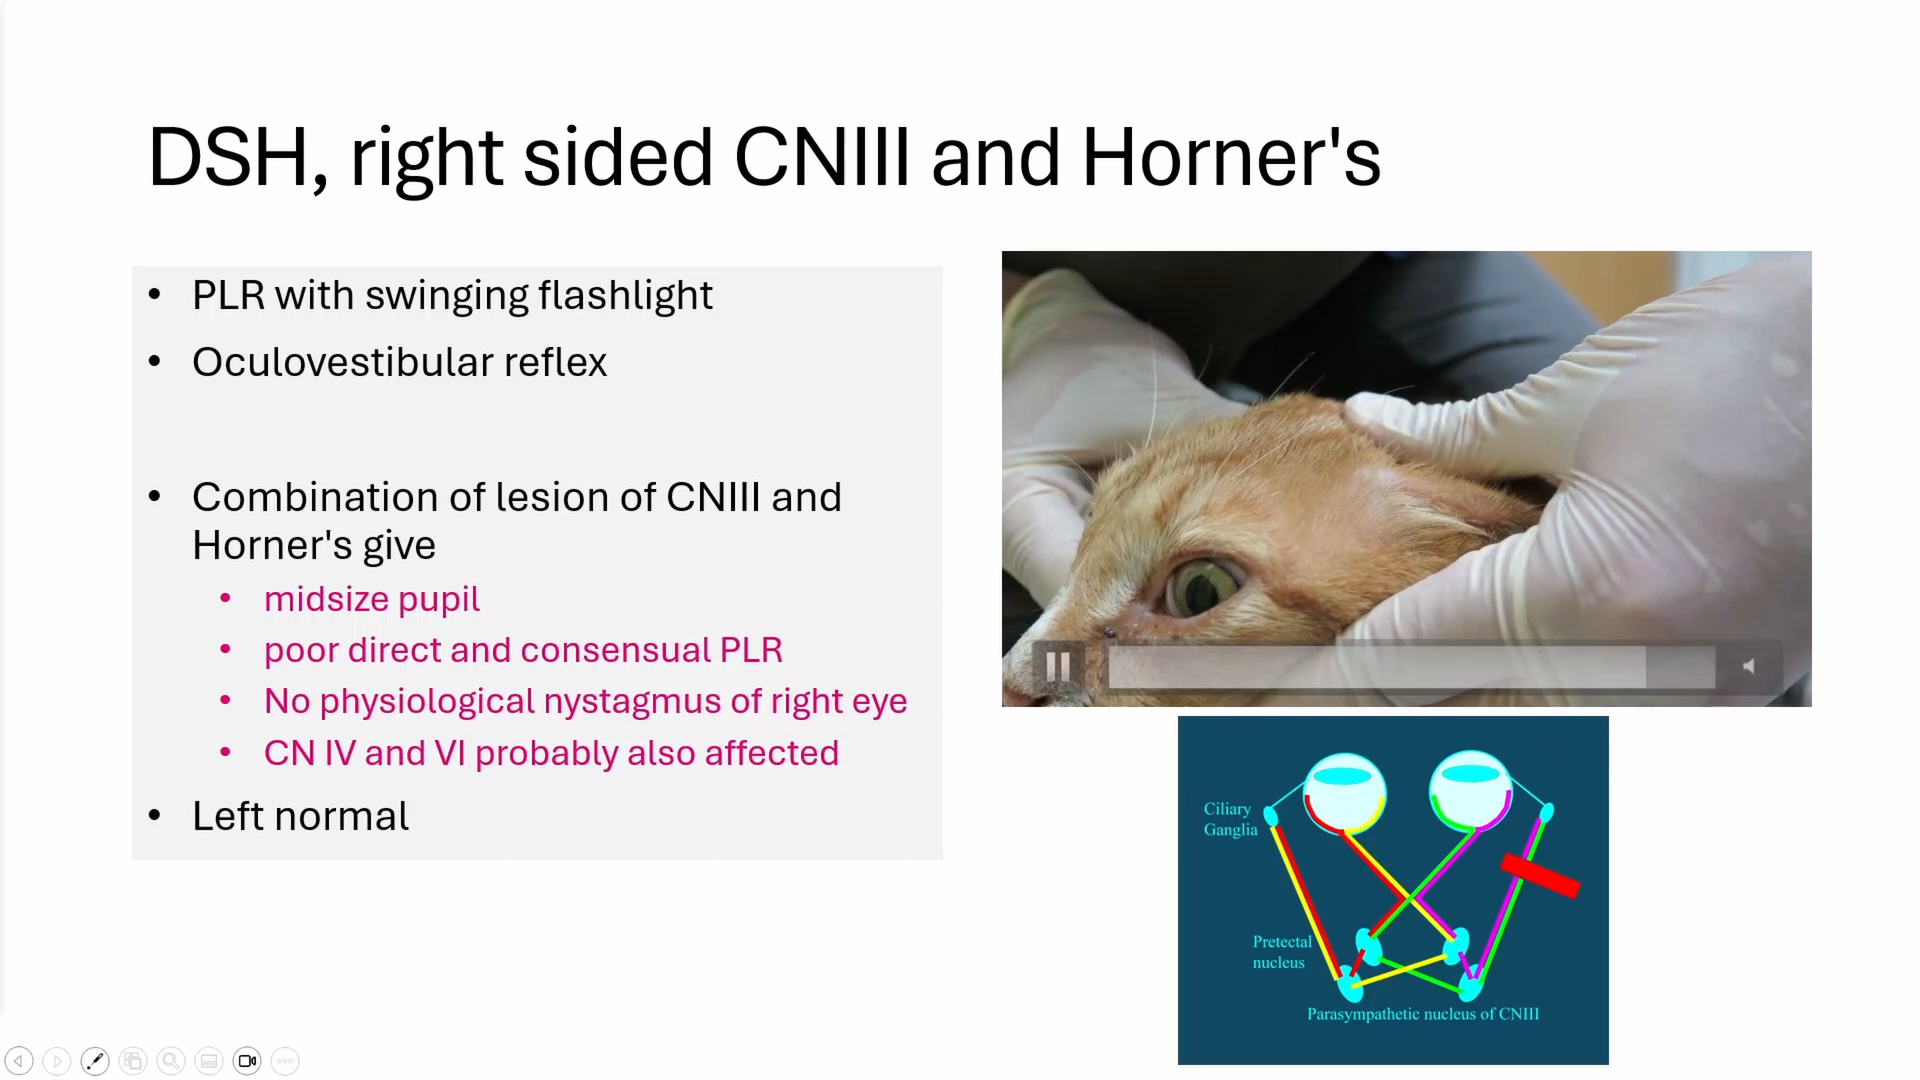 DSH, right sided CNIII and Horner's
• PLR with swinging flashlight
• Oculovestibular reflex
• Combination of lesion of CNIII and
Horner's give
• midsize pupil
• poor direct and consensual PLR
• No physiological nystagmus of right eye
• CN IV and VI probably also affected
• Left normal
Ciliary
Ganglia
Pretectal
nucleus
Parasympathetic nucleus of CNIII